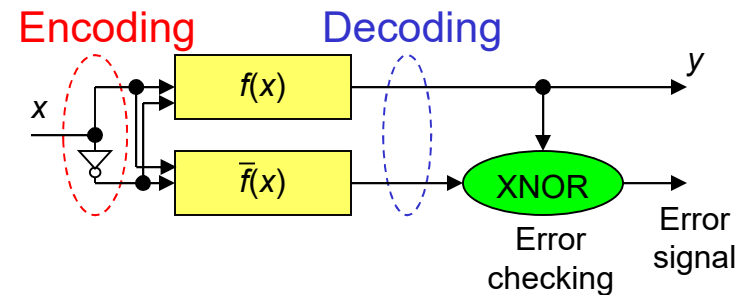 Encoding
Decoding
x
f(x)
y
f̅(x)
XNOR
Error
checking
Error
signal